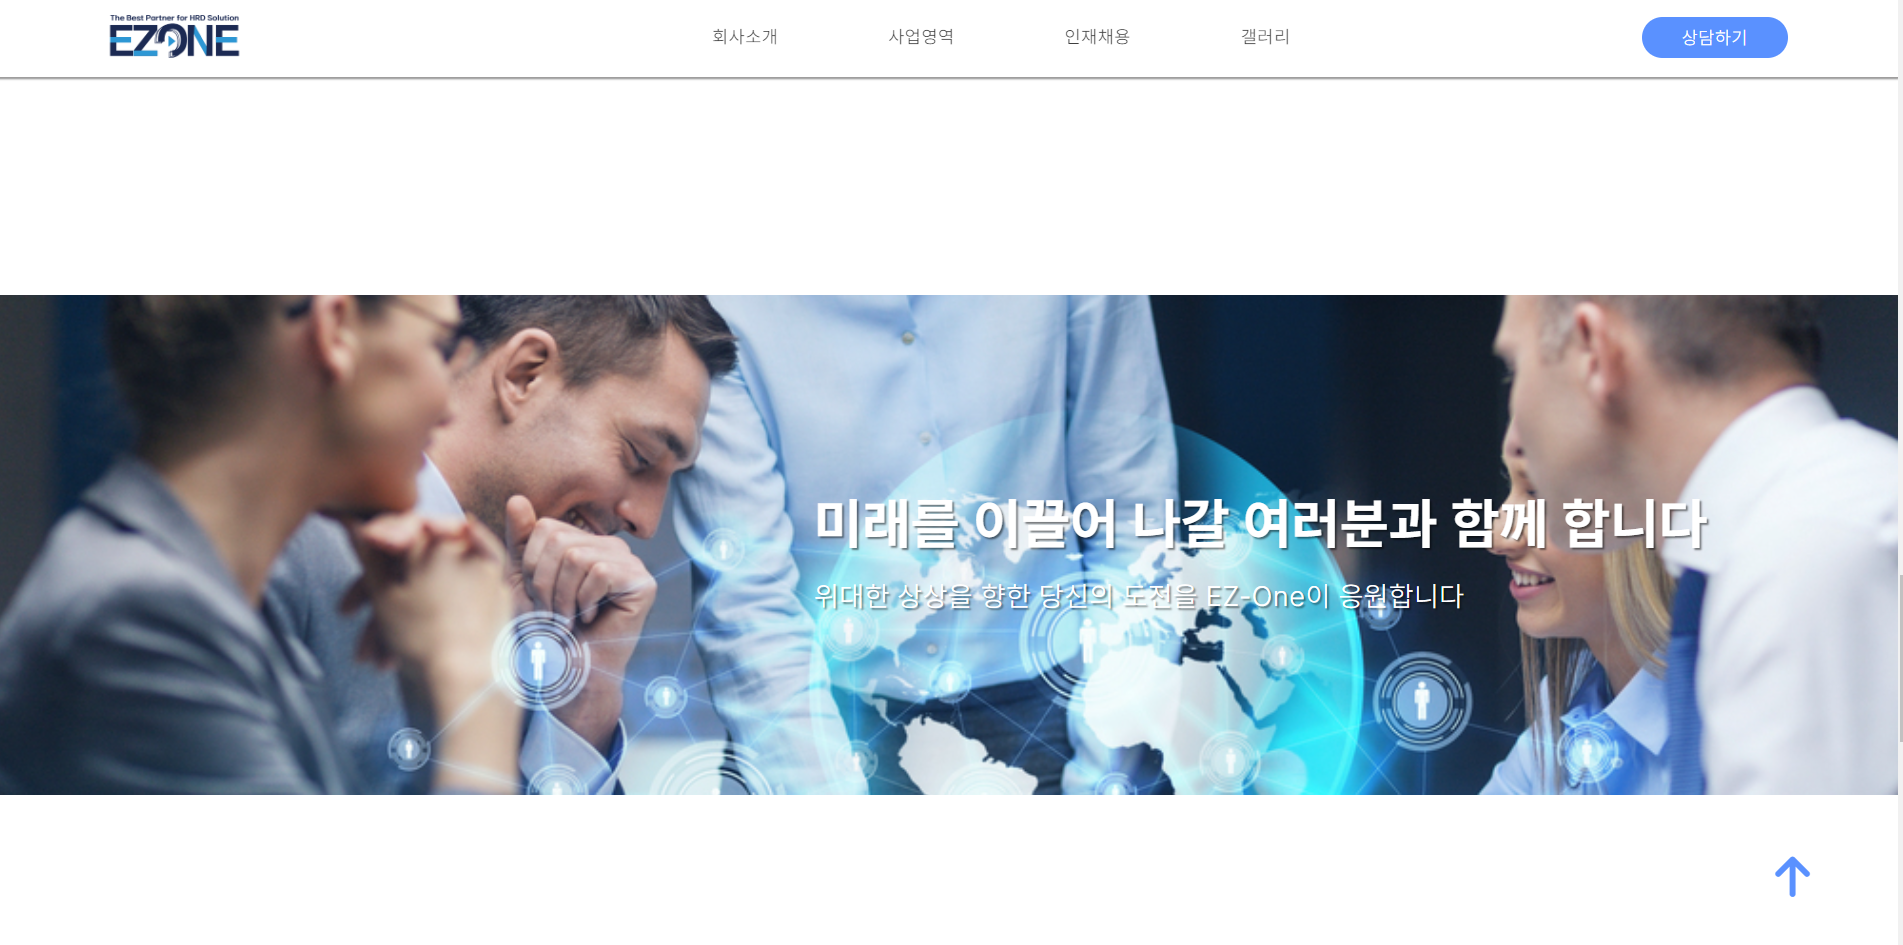 The Best Partner for HRD Solution
EZONE
회사소개
사업영역
인재채용
갤러리
상담하기
미래를 이끌어 나갈 여러분과 함께 합니다
위대한 상상을 향한 당신의 도전을 EZ-One이 응원합니다